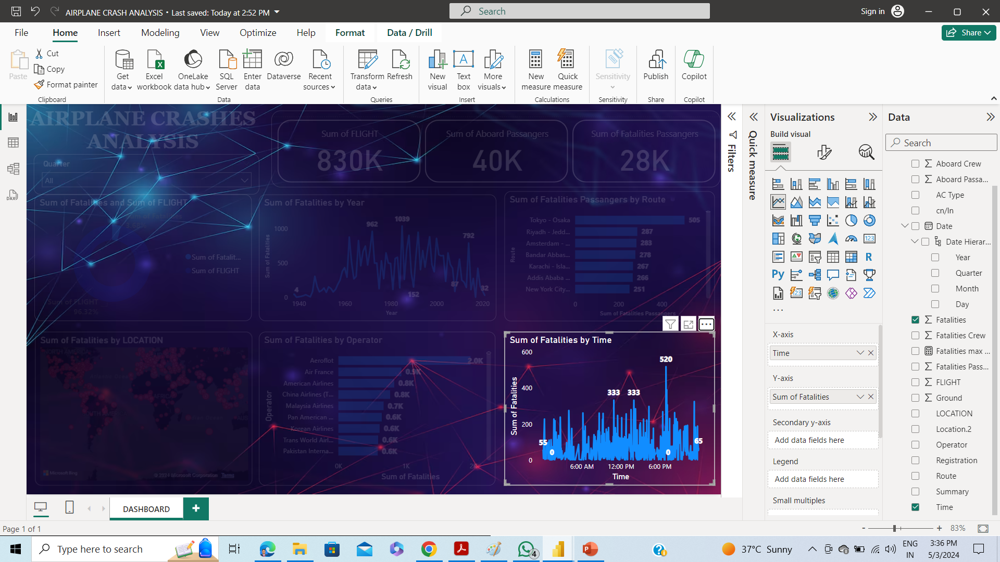 AIRPLANE CRASH ANALYSIS • Last saved: Today at 2:52 PM
Search
Sign in
File Home Insert Modeling View Optimize Help Format Data / Drill
Share
Paste
Cut
Copy
Format painter
Clipboard
Get data
Excel workbook
OneLake data hub
SQL Server
Enter data
Dataverse
Recent sources
Data
Transform data
Refresh
Queries
New visual
Text box
More visuals
Insert
New measure
Quick measure
Calculations
Sensitivity
Sensitivity
Publish
Share
Copilot
Copilot
AIRPLANE CRASHES
ANALYSIS
Quarter
All
Sum of FLIGHT
830K
Sum of Aboard Passangers
40K
Sum of Fatalities Passangers
28K
Sum of Fatalities and Sum of FLIGHT
Sum of Fatalit...
Sum of FLIGHT
Sum of FLIGHT
96.32%
Sum of Fatalities by Year
Sum of Fatalities
1000
500
0
4
962
1039
152
792
87
32
1940 1960 1980 2000 2020
Year
Sum of Fatalities Passangers by Route
Route
Tokyo - Osaka 505
Riyadh - Jedd... 287
Amsterdam - ... 283
Bandar Abbas... 278
Karachi - Isla... 267
Addis Ababa ... 266
New York City... 251
0 200 400
Sum of Fatalities Passangers
Sum of Fatalities by LOCATION
NORTH AMERICA
AFRICA
Microsoft Bing
© 2024 Microsoft Corporation Terms
Sum of Fatalities by Operator
Operator
Aeroflot 2.0K
Air France 0.9K
American Airlines 0.8K
China Airlines (T... 0.8K
Malaysia Airlines 0.7K
Pan American ... 0.6K
Korean Airlines 0.6K
Trans World Airl... 0.6K
Pakistan Interna... 0.6K
0K 1K 2K
Sum of Fatalities
Sum of Fatalities by Time
Sum of Fatalities
600
400
200
0
55
0
333
333
520
0
65
6:00 AM 12:00 PM 6:00 PM
Time
Filters
Quick measure
Visualizations
Build visual
123
R
Py
123
...
X-axis
Time
Y-axis
Sum of Fatalities
Secondary y-axis
Add data fields here
Legend
Add data fields here
Small multiples
Data
Search
Aboard Crew
Aboard Passa...
AC Type
cn/ln
Date
Date Hierar...
Year
Quarter
Month
Day
Fatalities
Fatalities Crew
Fatalities max ...
Fatalities Pass...
FLIGHT
Ground
LOCATION
Location.2
Operator
Registration
Route
Summary
Time
DAX
DASHBOARD
+
Page 1 of 1
- + 83%
Type here to search
4
37°C Sunny
ENG
IN
3:36 PM
5/3/2024